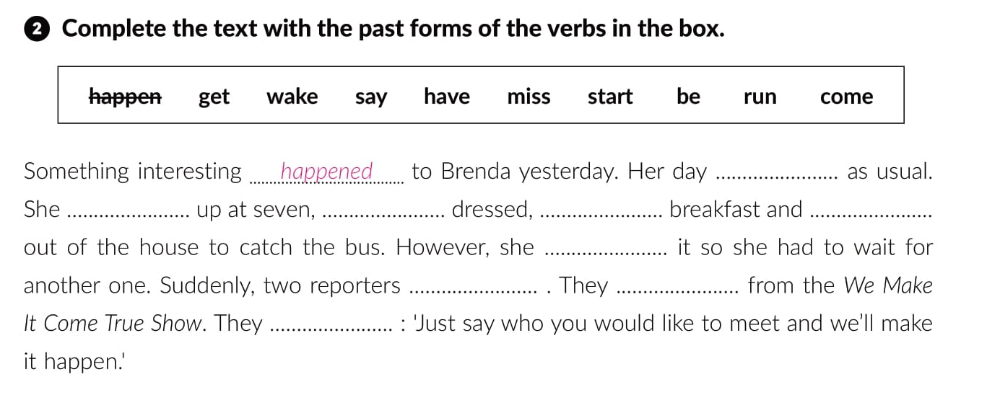 2 Complete the text with the past forms of the verbs in the box.
happen get wake say have miss start be run come
Something interesting ....happened.... to Brenda yesterday. Her day ....................... as usual.
She ....................... up at seven, ....................... dressed, ....................... breakfast and .......................
out of the house to catch the bus. However, she ....................... it so she had to wait for
another one. Suddenly, two reporters ........................ . They ....................... from the We Make
It Come True Show. They ....................... : 'Just say who you would like to meet and we’ll make
it happen.'